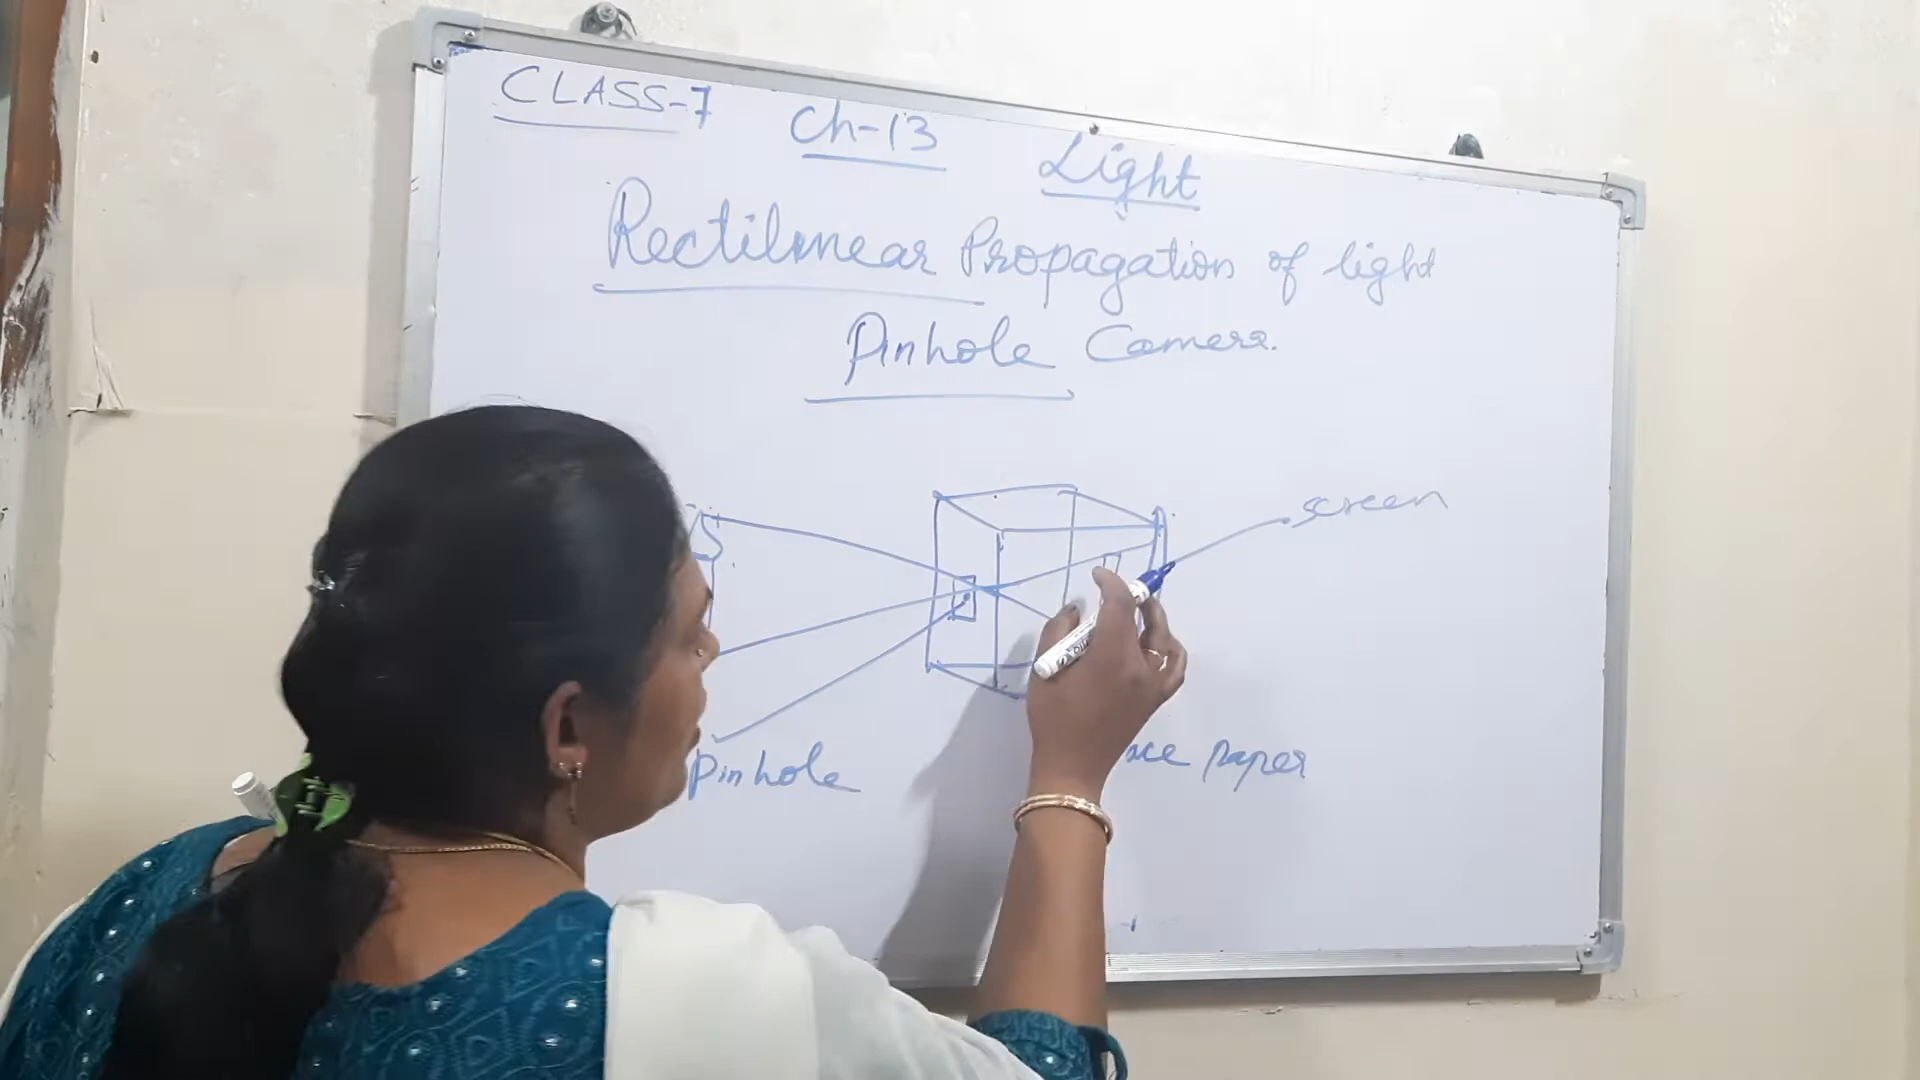 CLASS-7 Ch-13 Light
Rectilinear Propagation of light
Pinhole Camera.
screen
pinhole
paper